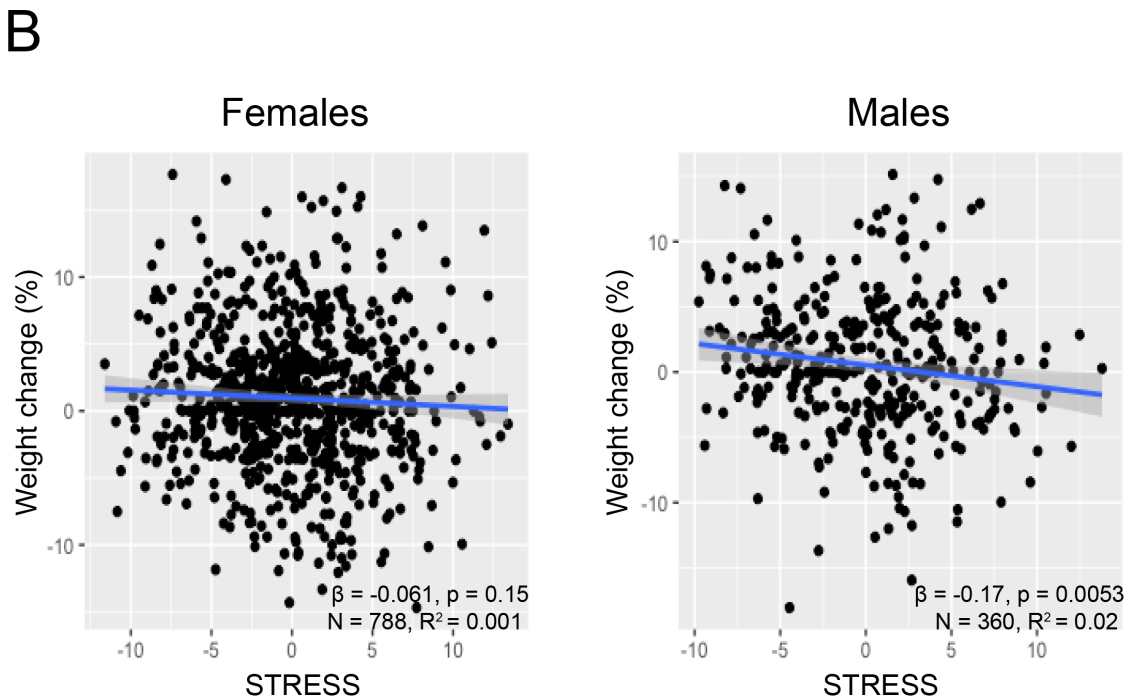 B
Females
Males
Weight change (%)
10
0
-10
β = -0.061, p = 0.15
N = 788, R² = 0.001
-10 -5 0 5 10
STRESS
Weight change (%)
10
0
-10
β = -0.17, p = 0.0053
N = 360, R² = 0.02
-10 -5 0 5 10
STRESS